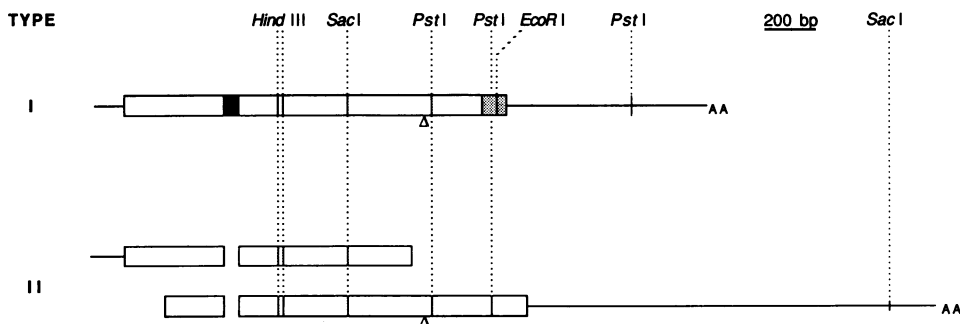 TYPE Hind III Sac I Pst I Pst I EcoR I Pst I 200 bp Sac I
I
Δ
AA
II
Δ
AA